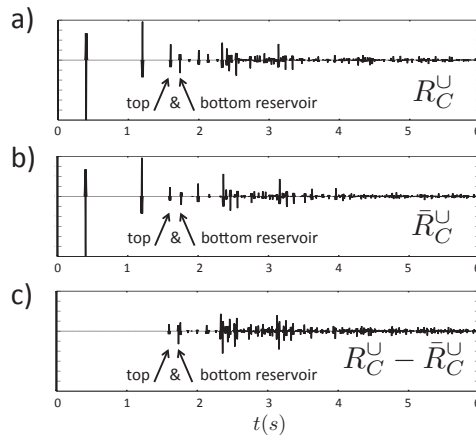 a)
R_C^∪
top & bottom reservoir
0 1 2 3 4 5 6
b)
R̄_C^∪
top & bottom reservoir
0 1 2 3 4 5 6
c)
R_C^∪ − R̄_C^∪
top & bottom reservoir
0 1 2 3 4 5 6
t(s)